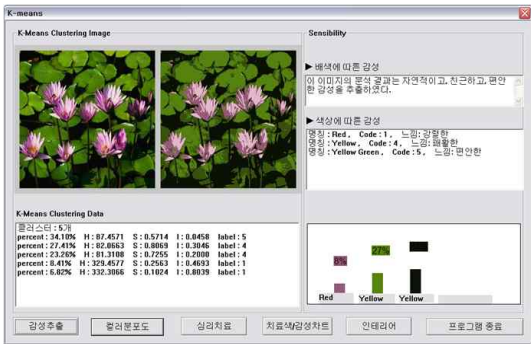 K-means
K-Means Clustering Image
Sensibility
▶ 배색에 따른 감성
이 이미지의 분석 결과는 자연적이고, 친근하고, 편안
한 감성을 추출하였다.
▶ 색상에 따른 감성
명칭 : Red , Code : 1 , 느낌: 강렬한
명칭 : Yellow , Code : 4 , 느낌: 쾌활한
명칭 : Yellow Green , Code : 5 , 느낌: 편안한
K-Means Clustering Data
클러스터 : 5개
percent : 34.10% H : 87.4571 S : 0.5714 I : 0.0458 label : 5
percent : 27.41% H : 82.0663 S : 0.8069 I : 0.3046 label : 4
percent : 23.26% H : 81.3108 S : 0.7255 I : 0.2000 label : 4
percent : 8.41% H : 329.4577 S : 0.2563 I : 0.4693 label : 1
percent : 6.82% H : 332.3066 S : 0.1024 I : 0.8039 label : 1
8%
27%
Red Yellow Yellow
감성추출 컬러분포도 심리치료 치료색/감성차트 인테리어 프로그램 종료